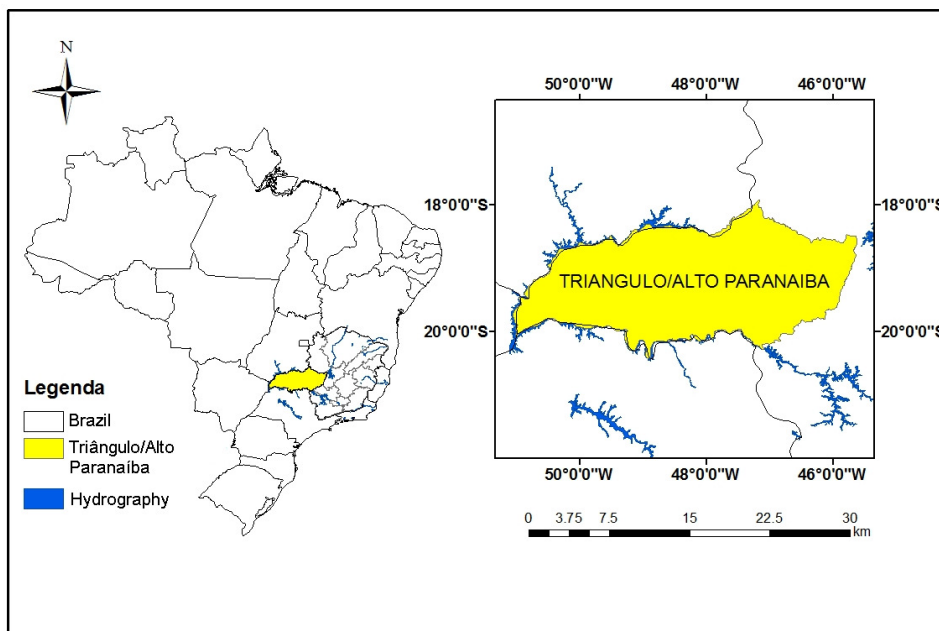 N
50°0'0"W 48°0'0"W 46°0'0"W
18°0'0"S 18°0'0"S
TRIANGULO/ALTO PARANAIBA
20°0'0"S 20°0'0"S
50°0'0"W 48°0'0"W 46°0'0"W
Legenda
Brazil
Triângulo/Alto
Paranaíba
Hydrography
0 3.75 7.5 15 22.5 30
km